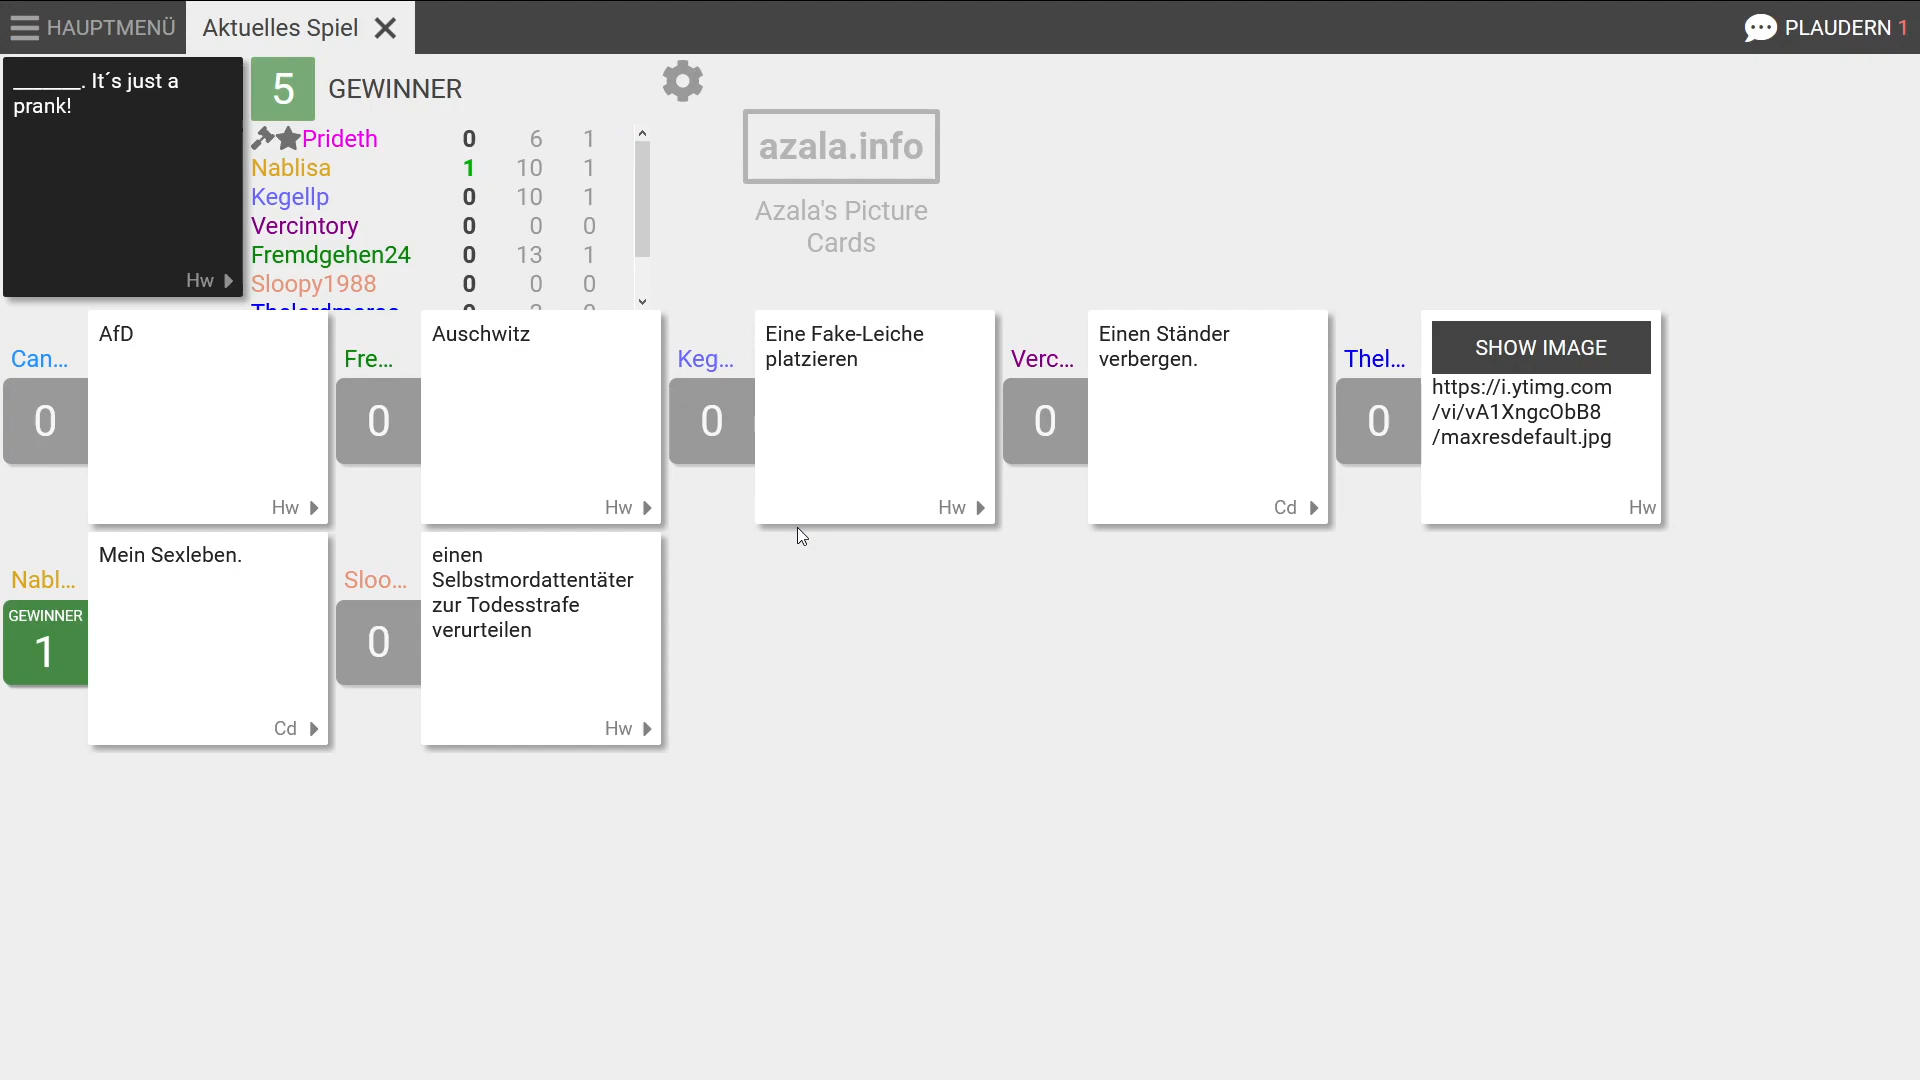 HAUPTMENÜ
Aktuelles Spiel
PLAUDERN 1
_______. It´s just a
prank!
Hw
5 GEWINNER
Prideth 0 6 1
Nablisa 1 10 1
Kegellp 0 10 1
Vercintory 0 0 0
Fremdgehen24 0 13 1
Sloopy1988 0 0 0
azala.info
Azala's Picture
Cards
Can...
0
AfD
Hw
Fre...
0
Auschwitz
Hw
Keg...
0
Eine Fake-Leiche
platzieren
Hw
Verc...
0
Einen Ständer
verbergen.
Cd
Thel...
0
SHOW IMAGE
https://i.ytimg.com
/vi/vA1XngcObB8
/maxresdefault.jpg
Hw
Nabl...
GEWINNER
1
Mein Sexleben.
Cd
Sloo...
0
einen
Selbstmordattentäter
zur Todesstrafe
verurteilen
Hw